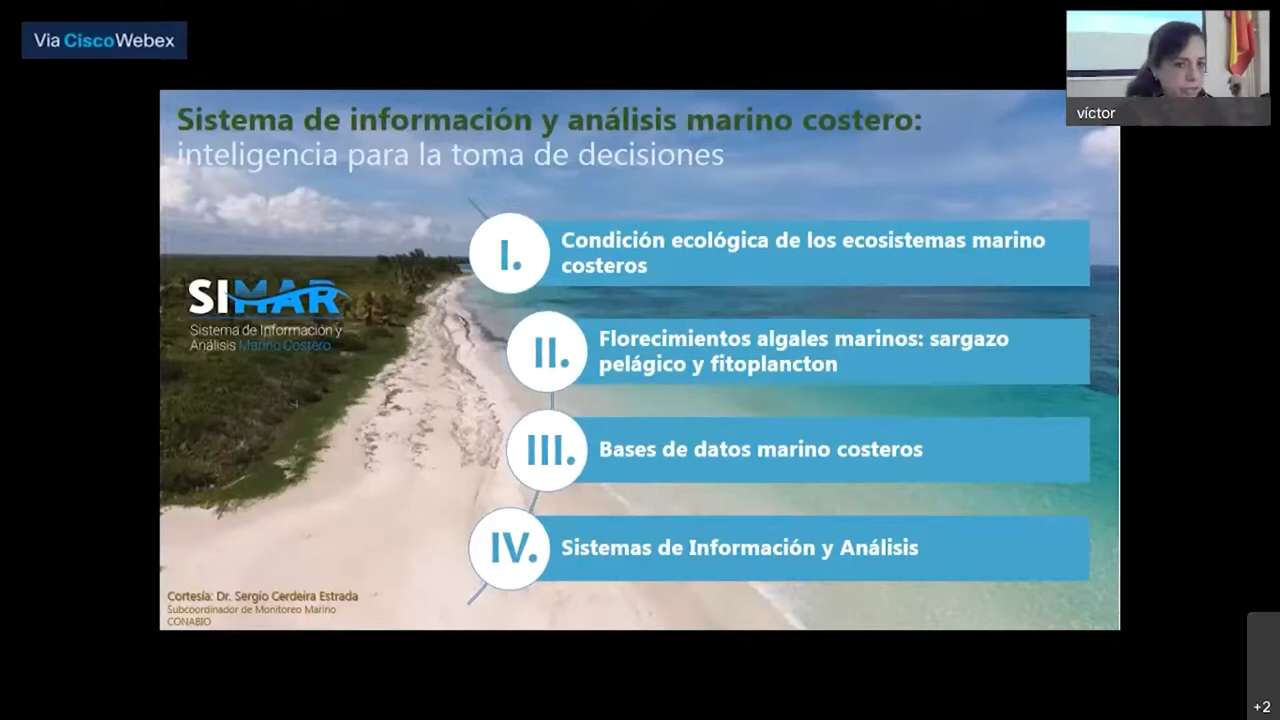 Via CiscoWebex
víctor
Sistema de información y análisis marino costero:
inteligencia para la toma de decisiones
SIMAR
Sistema de Información y
Análisis Marino Costero
I.
Condición ecológica de los ecosistemas marino
costeros
II.
Florecimientos algales marinos: sargazo
pelágico y fitoplancton
III.
Bases de datos marino costeros
IV.
Sistemas de Información y Análisis
Cortesía: Dr. Sergio Cerdeira Estrada
Subcoordinador de Monitoreo Marino
CONABIO
+2